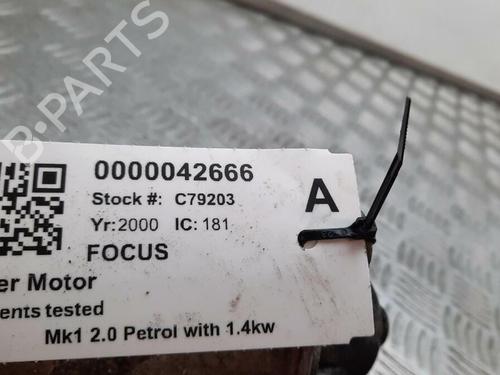 B-PARTS
0000042666
Stock #: C79203
A
Yr:2000 IC: 181
FOCUS
er Motor
ents tested
Mk1 2.0 Petrol with 1.4kw